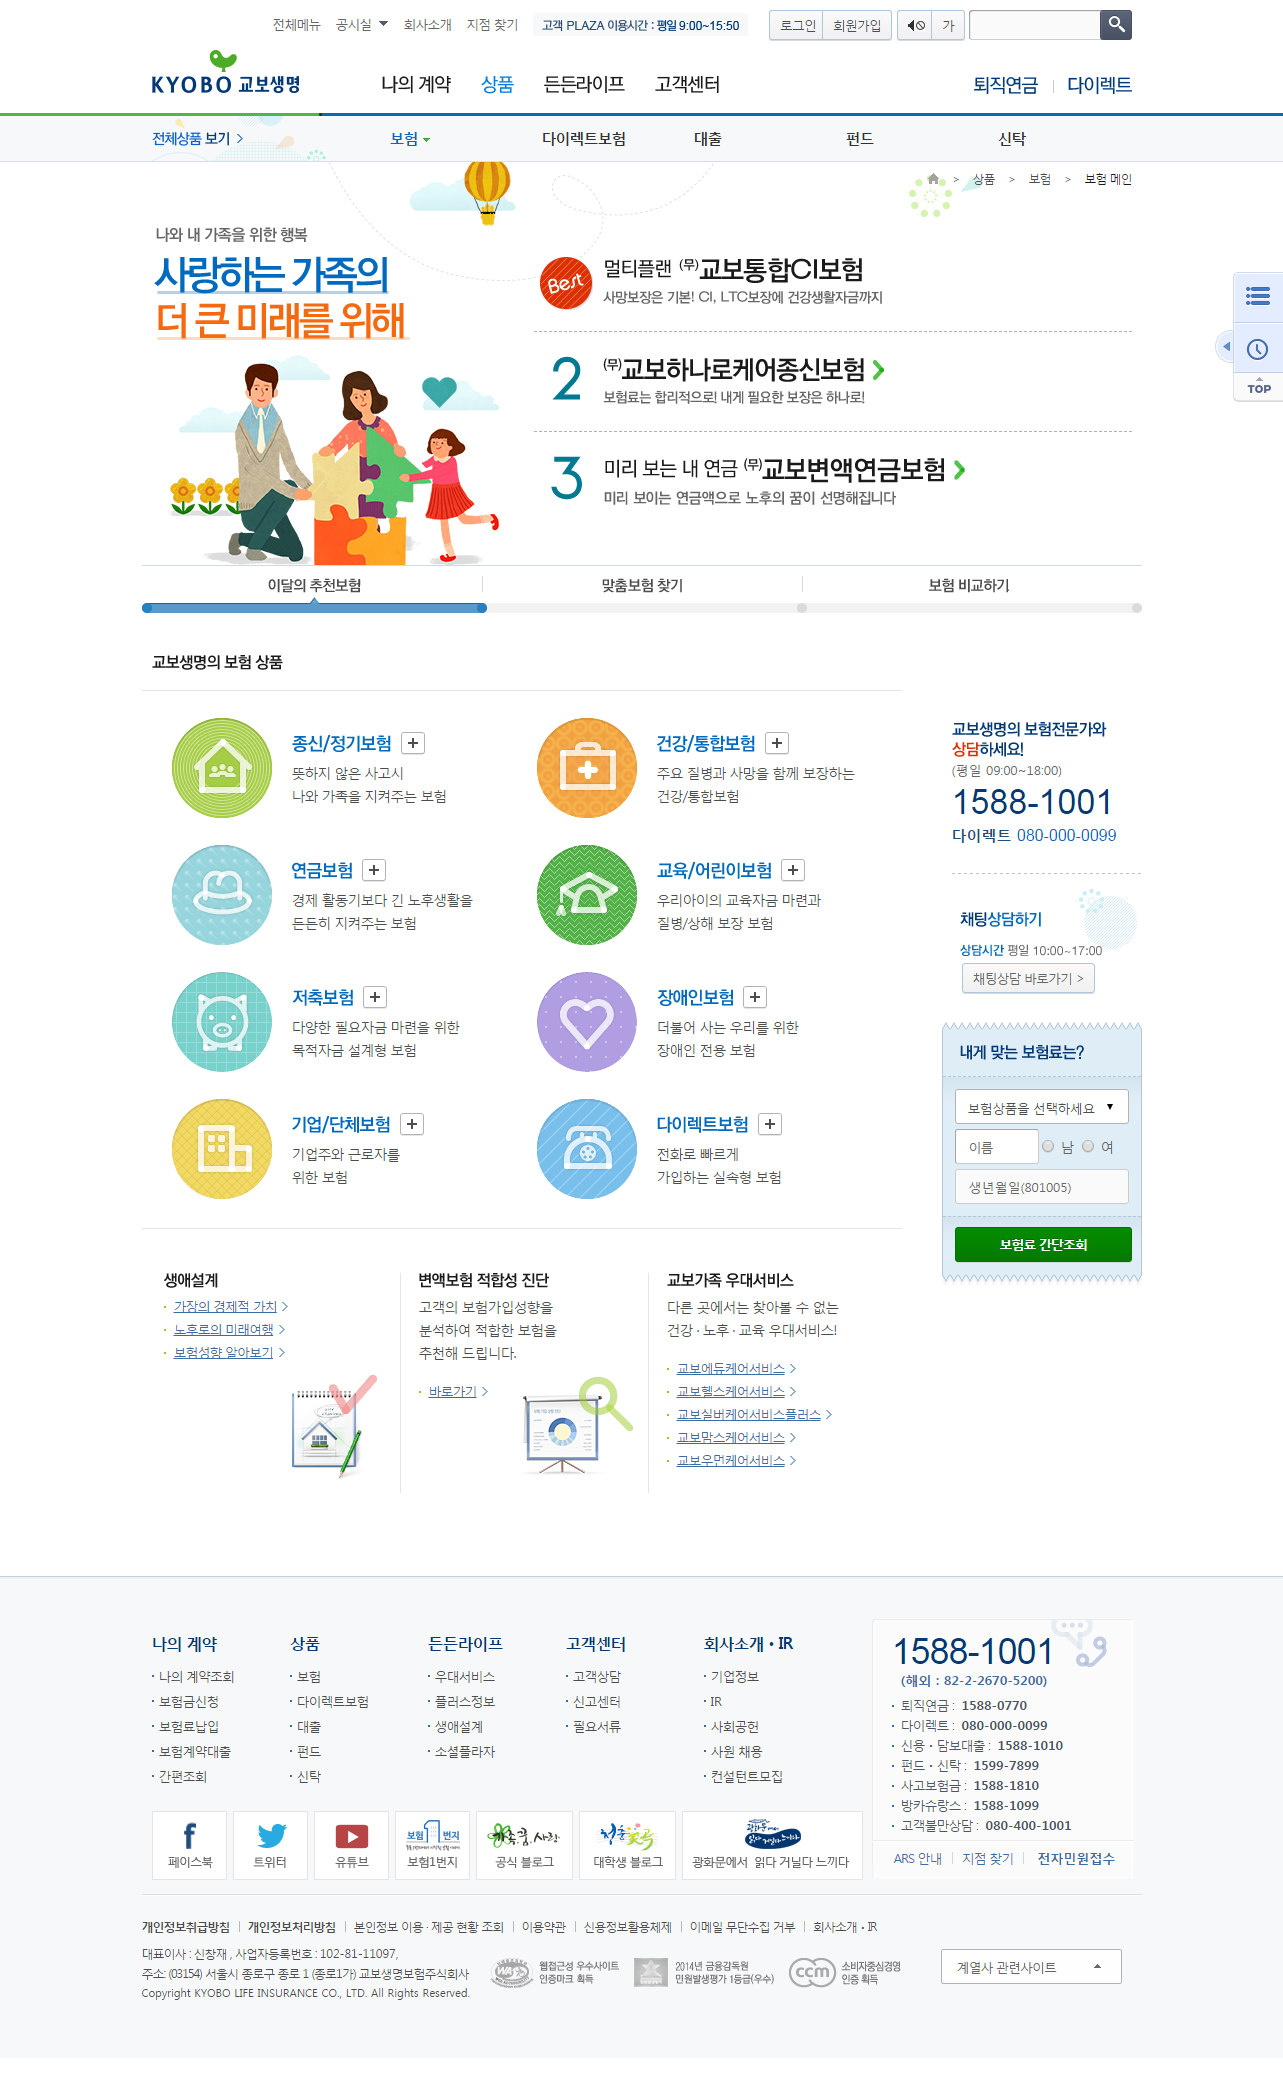 전체메뉴 공시실 회사소개 지점 찾기 고객 PLAZA 이용시간 : 평일 9:00~15:50 로그인 회원가입 가
KYOBO 교보생명
나의 계약 상품 든든라이프 고객센터 퇴직연금 다이렉트
전체상품 보기 > 보험 다이렉트보험 대출 펀드 신탁
> 상품 > 보험 > 보험 메인
나와 내 가족을 위한 행복
사랑하는 가족의
더 큰 미래를 위해
Best 멀티플랜 (무)교보통합CI보험
사망보장은 기본! CI, LTC보장에 건강생활자금까지
2 (무)교보하나로케어종신보험
보험료는 합리적으로! 내게 필요한 보장은 하나로!
3 미리 보는 내 연금 (무)교보변액연금보험
미리 보이는 연금액으로 노후의 꿈이 선명해집니다
TOP
이달의 추천보험 맞춤보험 찾기 보험 비교하기
교보생명의 보험 상품
종신/정기보험
뜻하지 않은 사고시
나와 가족을 지켜주는 보험
건강/통합보험
주요 질병과 사망을 함께 보장하는
건강/통합보험
연금보험
경제 활동기보다 긴 노후생활을
든든히 지켜주는 보험
교육/어린이보험
우리아이의 교육자금 마련과
질병/상해 보장 보험
저축보험
다양한 필요자금 마련을 위한
목적자금 설계형 보험
장애인보험
더불어 사는 우리를 위한
장애인 전용 보험
기업/단체보험
기업주와 근로자를
위한 보험
다이렉트보험
전화로 빠르게
가입하는 실속형 보험
교보생명의 보험전문가와
상담하세요!
(평일 09:00~18:00)
1588-1001
다이렉트 080-000-0099
채팅상담하기
상담시간 평일 10:00~17:00
채팅상담 바로가기 >
내게 맞는 보험료는?
보험상품을 선택하세요 ▼
이름 남 여
생년월일(801005)
보험료 간단조회
생애설계
· 가장의 경제적 가치 >
· 노후로의 미래여행 >
· 보험성향 알아보기 >
변액보험 적합성 진단
고객의 보험가입성향을
분석하여 적합한 보험을
추천해 드립니다.
· 바로가기 >
교보가족 우대서비스
다른 곳에서는 찾아볼 수 없는
건강 · 노후 · 교육 우대서비스!
· 교보에듀케어서비스 >
· 교보헬스케어서비스 >
· 교보실버케어서비스플러스 >
· 교보맘스케어서비스 >
· 교보우먼케어서비스 >
나의 계약
· 나의 계약조회
· 보험금신청
· 보험료납입
· 보험계약대출
· 간편조회
상품
· 보험
· 다이렉트보험
· 대출
· 펀드
· 신탁
든든라이프
· 우대서비스
· 플러스정보
· 생애설계
· 소셜플라자
고객센터
· 고객상담
· 신고센터
· 필요서류
회사소개 • IR
· 기업정보
· IR
· 사회공헌
· 사원 채용
· 컨설턴트모집
1588-1001
(해외 : 82-2-2670-5200)
· 퇴직연금 : 1588-0770
· 다이렉트 : 080-000-0099
· 신용 · 담보대출 : 1588-1010
· 펀드 · 신탁 : 1599-7899
· 사고보험금 : 1588-1810
· 방카슈랑스 : 1588-1099
· 고객불만상담 : 080-400-1001
ARS 안내 지점 찾기 전자민원접수
보험1번지 가족꿈사랑 청춘
페이스북 트위터 유튜브 보험1번지 공식 블로그 대학생 블로그 광화문에서 읽다 거닐다 느끼다
개인정보취급방침 개인정보처리방침 본인정보 이용 · 제공 현황 조회 이용약관 신용정보활용체제 이메일 무단수집 거부 회사소개 • IR
대표이사 : 신창재 , 사업자등록번호 : 102-81-11097,
주소: (03154) 서울시 종로구 종로 1 (종로1가) 교보생명보험주식회사
Copyright KYOBO LIFE INSURANCE CO., LTD. All Rights Reserved.
웹접근성 우수사이트
인증마크 획득
2014년 금융감독원
민원발생평가 1등급(우수)
ccm 소비자중심경영
인증 획득
계열사 관련사이트